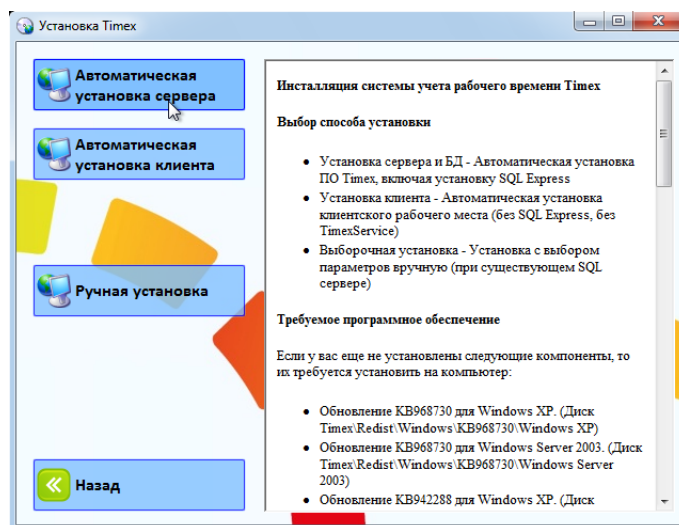 Установка Timex
Автоматическая
установка сервера
Автоматическая
установка клиента
Ручная установка
Назад
Инсталляция системы учета рабочего времени Timex
Выбор способа установки
• Установка сервера и БД - Автоматическая установка
ПО Timex, включая установку SQL Express
• Установка клиента - Автоматическая установка
клиентского рабочего места (без SQL Express, без
TimexService)
• Выборочная установка - Установка с выбором
параметров вручную (при существующем SQL
сервере)
Требуемое программное обеспечение
Если у вас еще не установлены следующие компоненты, то
их требуется установить на компьютер:
• Обновление KB968730 для Windows XP. (Диск
Timex\Redist\Windows\KB968730\Windows XP)
• Обновление KB968730 для Windows Server 2003. (Диск
Timex\Redist\Windows\KB968730\Windows Server
2003)
• Обновление KB942288 для Windows XP. (Диск